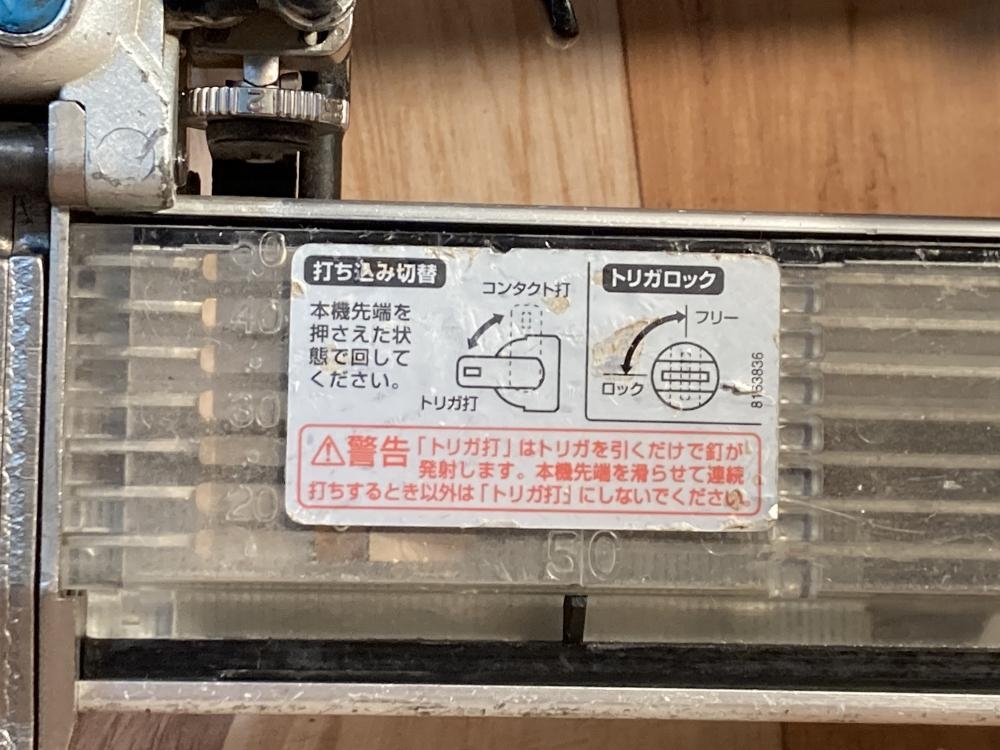 2
50
40
30
20
打ち込み切替
本機先端を
押さえた状
態で回して
ください。
コンタクト打
トリガ打
トリガロック
フリー
ロック
8153836
⚠警告「トリガ打」はトリガを引くだけで釘が
発射します。本機先端を滑らせて連続
打ちするとき以外は「トリガ打」にしないでください。
50